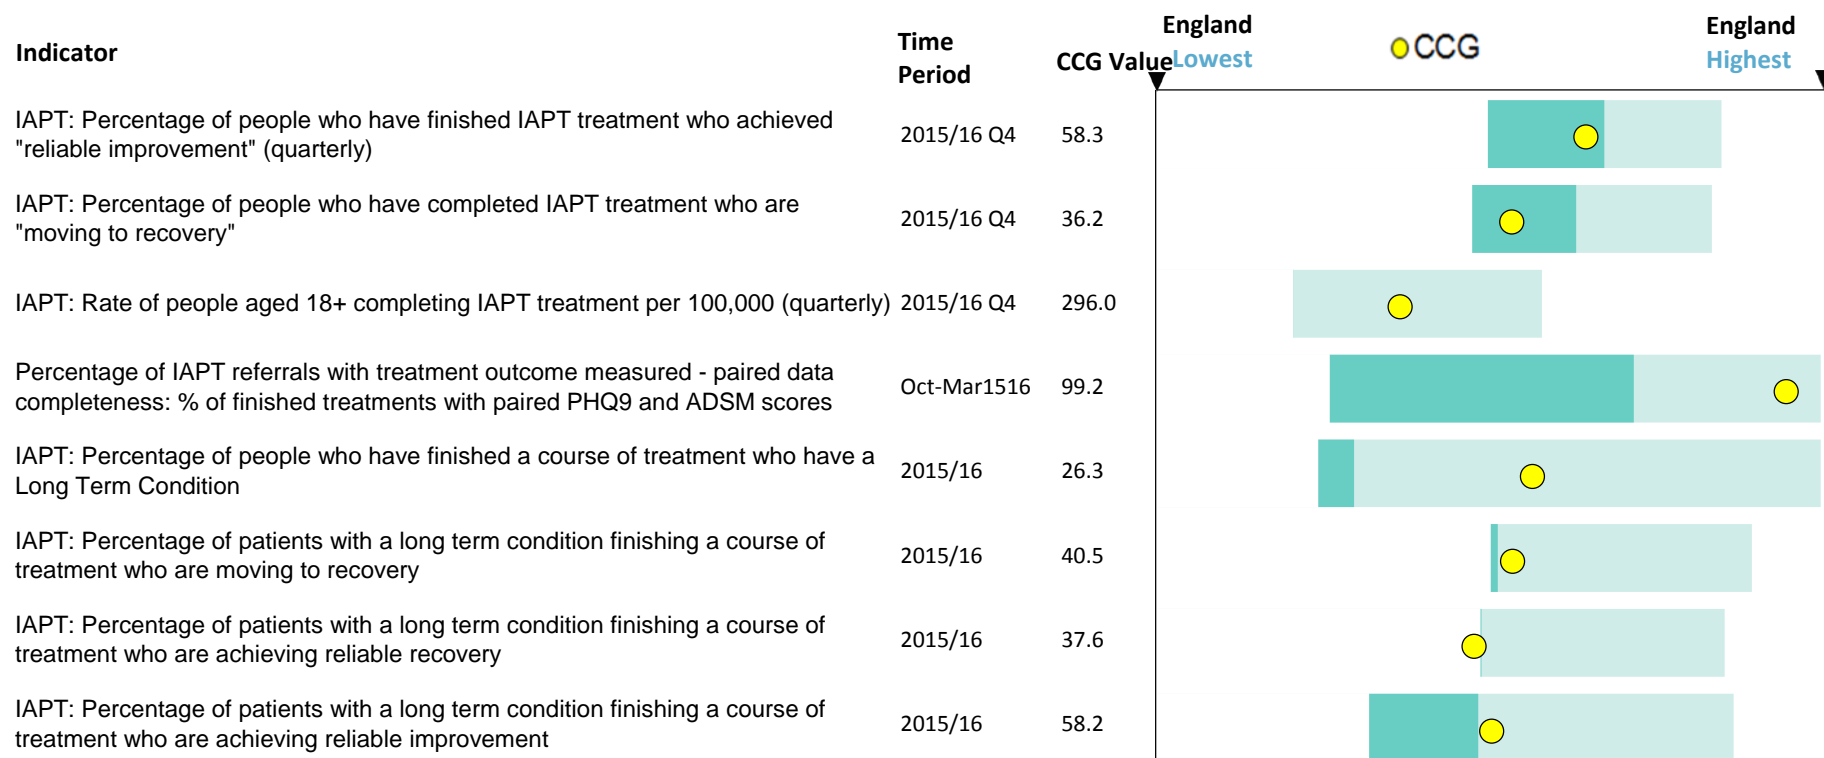 Indicator
Time Period
CCG Value
England Lowest
CCG
England Highest
IAPT: Percentage of people who have finished IAPT treatment who achieved
"reliable improvement" (quarterly)
2015/16 Q4
58.3
IAPT: Percentage of people who have completed IAPT treatment who are
"moving to recovery"
2015/16 Q4
36.2
IAPT: Rate of people aged 18+ completing IAPT treatment per 100,000 (quarterly)
2015/16 Q4
296.0
Percentage of IAPT referrals with treatment outcome measured - paired data
completeness: % of finished treatments with paired PHQ9 and ADSM scores
Oct-Mar1516
99.2
IAPT: Percentage of people who have finished a course of treatment who have a
Long Term Condition
2015/16
26.3
IAPT: Percentage of patients with a long term condition finishing a course of
treatment who are moving to recovery
2015/16
40.5
IAPT: Percentage of patients with a long term condition finishing a course of
treatment who are achieving reliable recovery
2015/16
37.6
IAPT: Percentage of patients with a long term condition finishing a course of
treatment who are achieving reliable improvement
2015/16
58.2